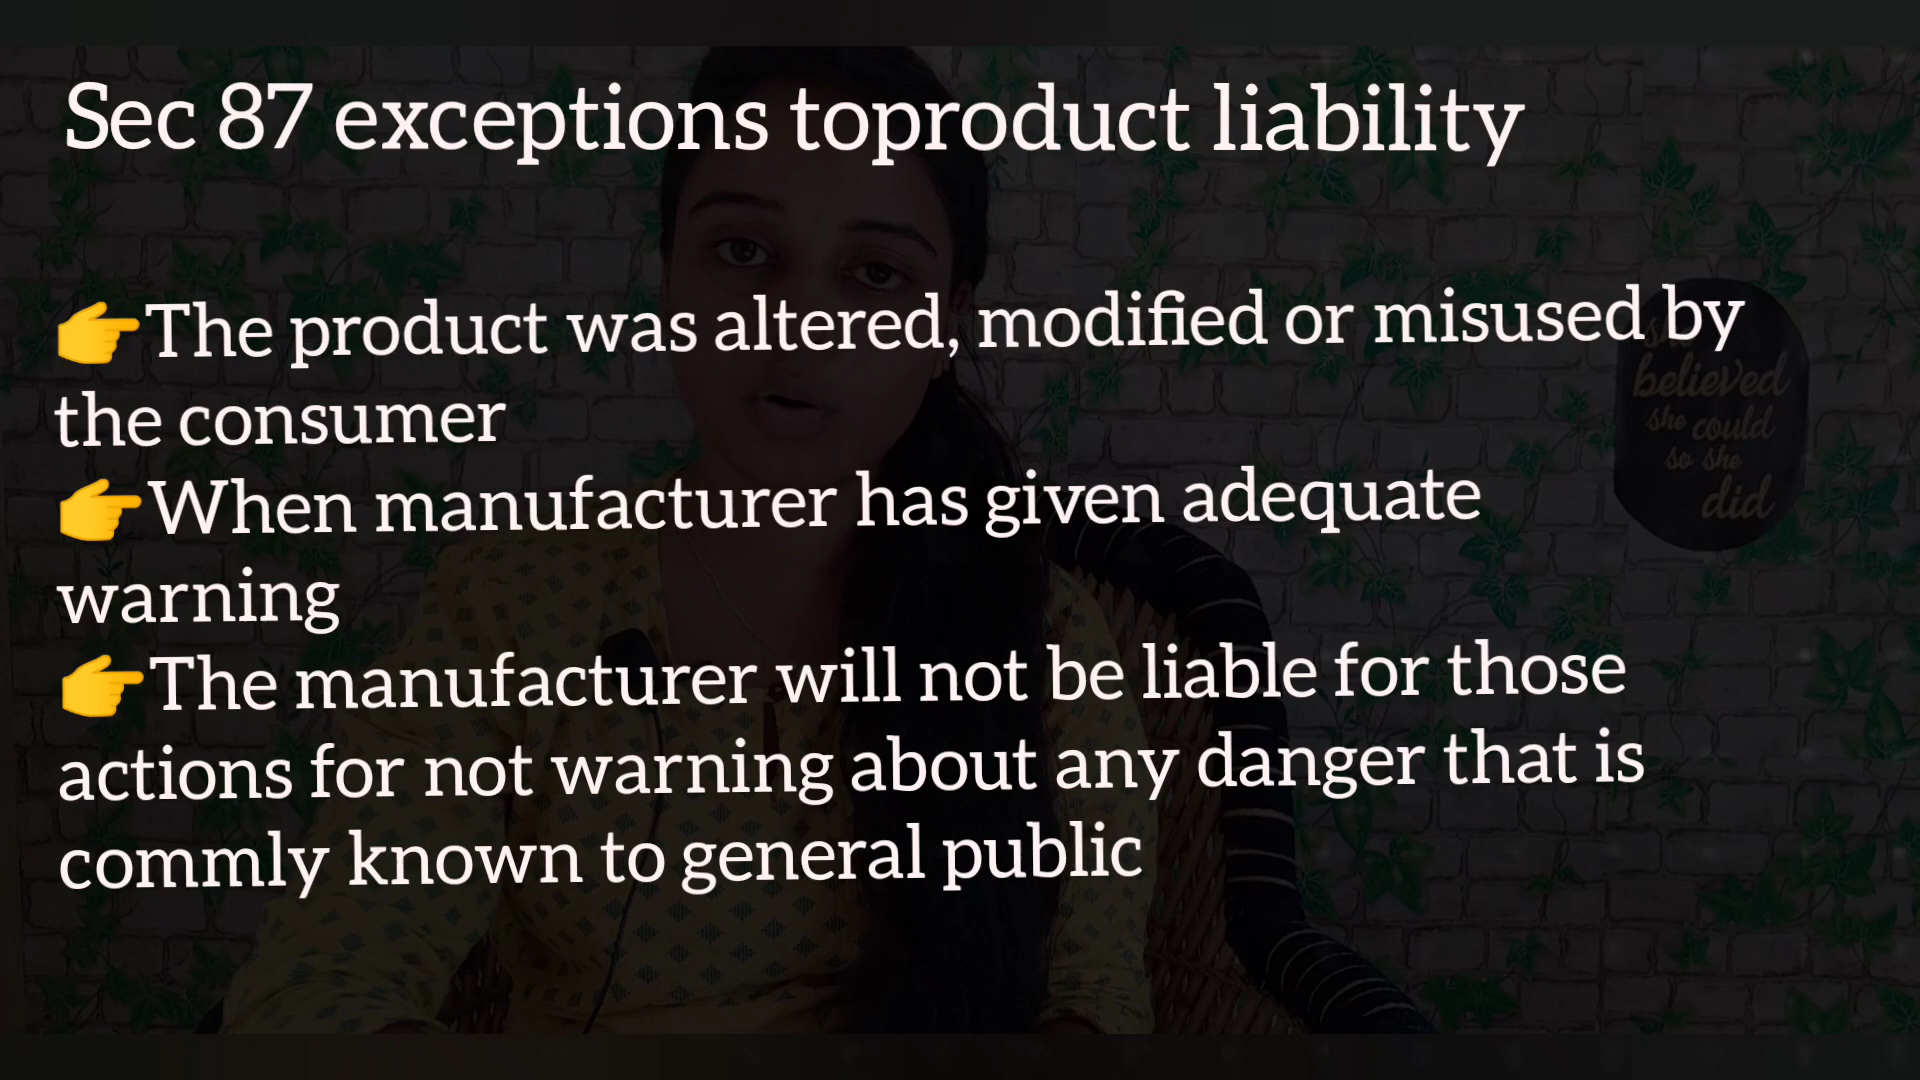 Sec 87 exceptions toproduct liability
👉The product was altered, modified or misused by
the consumer
👉When manufacturer has given adequate
warning
👉The manufacturer will not be liable for those
actions for not warning about any danger that is
commly known to general public
believed
she could
so she
did